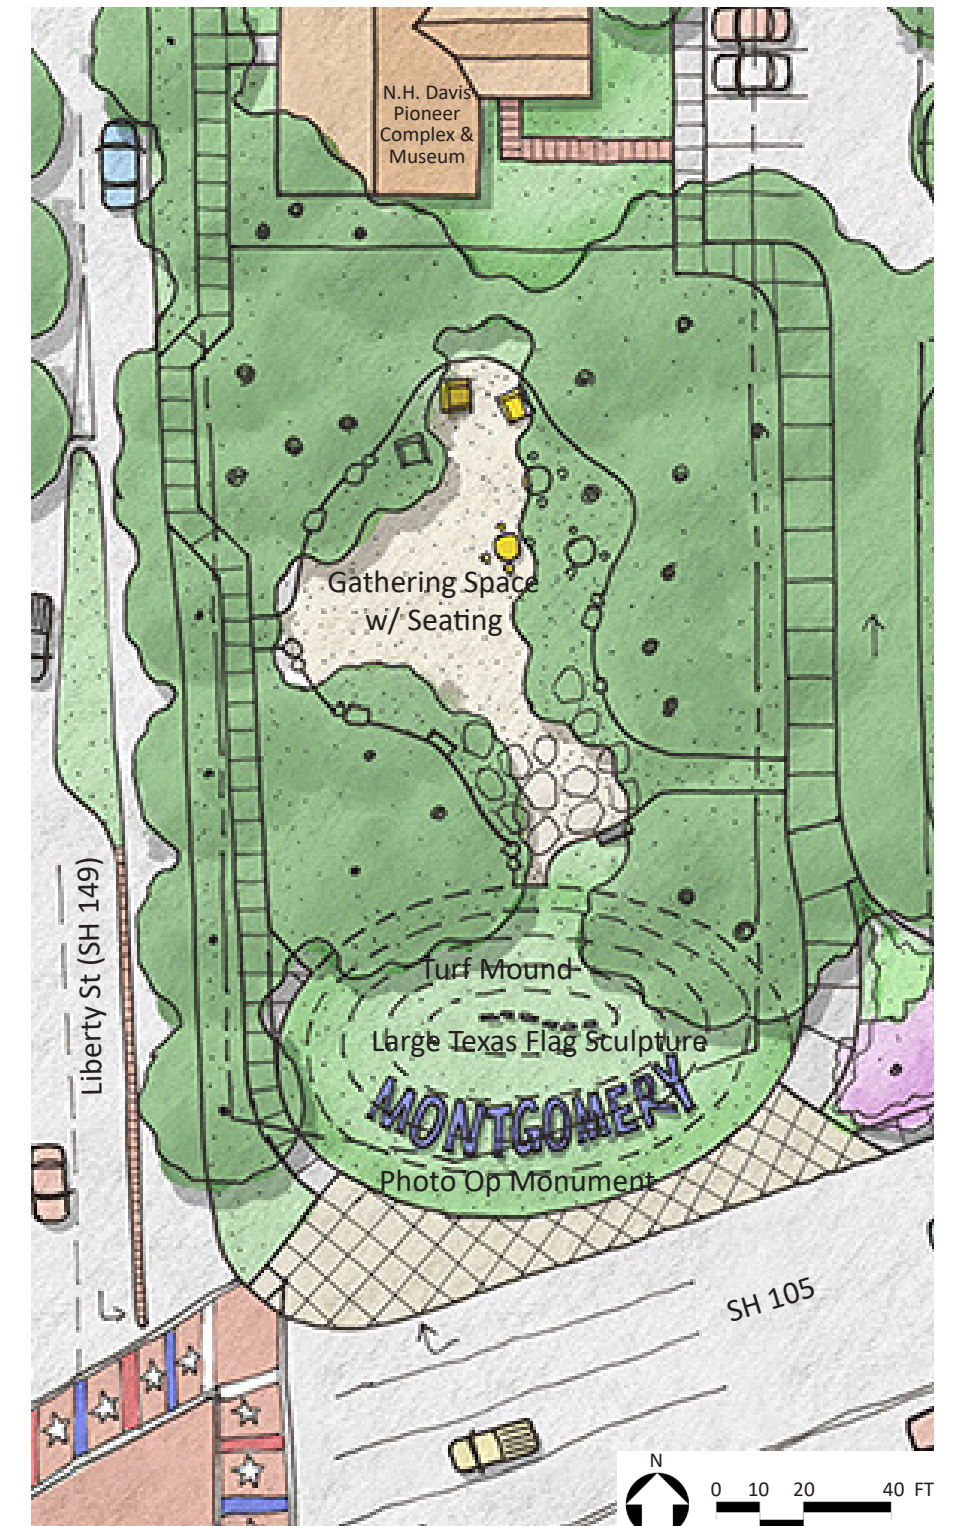 N.H. Davis
Pioneer
Complex &
Museum
Gathering Space
w/ Seating
Liberty St (SH 149)
Turf Mound
Large Texas Flag Sculpture
MONTGOMERY
Photo Op Monument
SH 105
N
0 10 20 40 FT